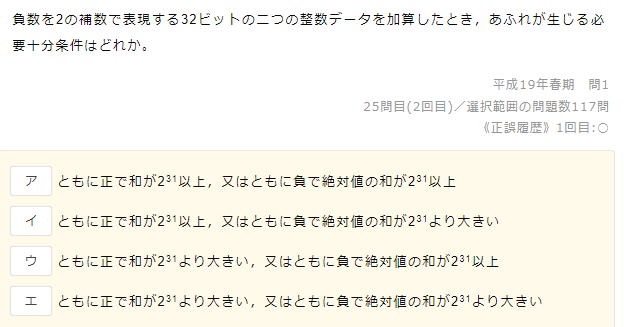 負数を2の補数で表現する32ビットの二つの整数データを加算したとき，あふれが生じる必
要十分条件はどれか。
平成19年春期　問1
25問目(2回目)／選択範囲の問題数117問
《正誤履歴》1回目:○
ア ともに正で和が2³¹以上，又はともに負で絶対値の和が2³¹以上
イ ともに正で和が2³¹以上，又はともに負で絶対値の和が2³¹より大きい
ウ ともに正で和が2³¹より大きい，又はともに負で絶対値の和が2³¹以上
エ ともに正で和が2³¹より大きい，又はともに負で絶対値の和が2³¹より大きい